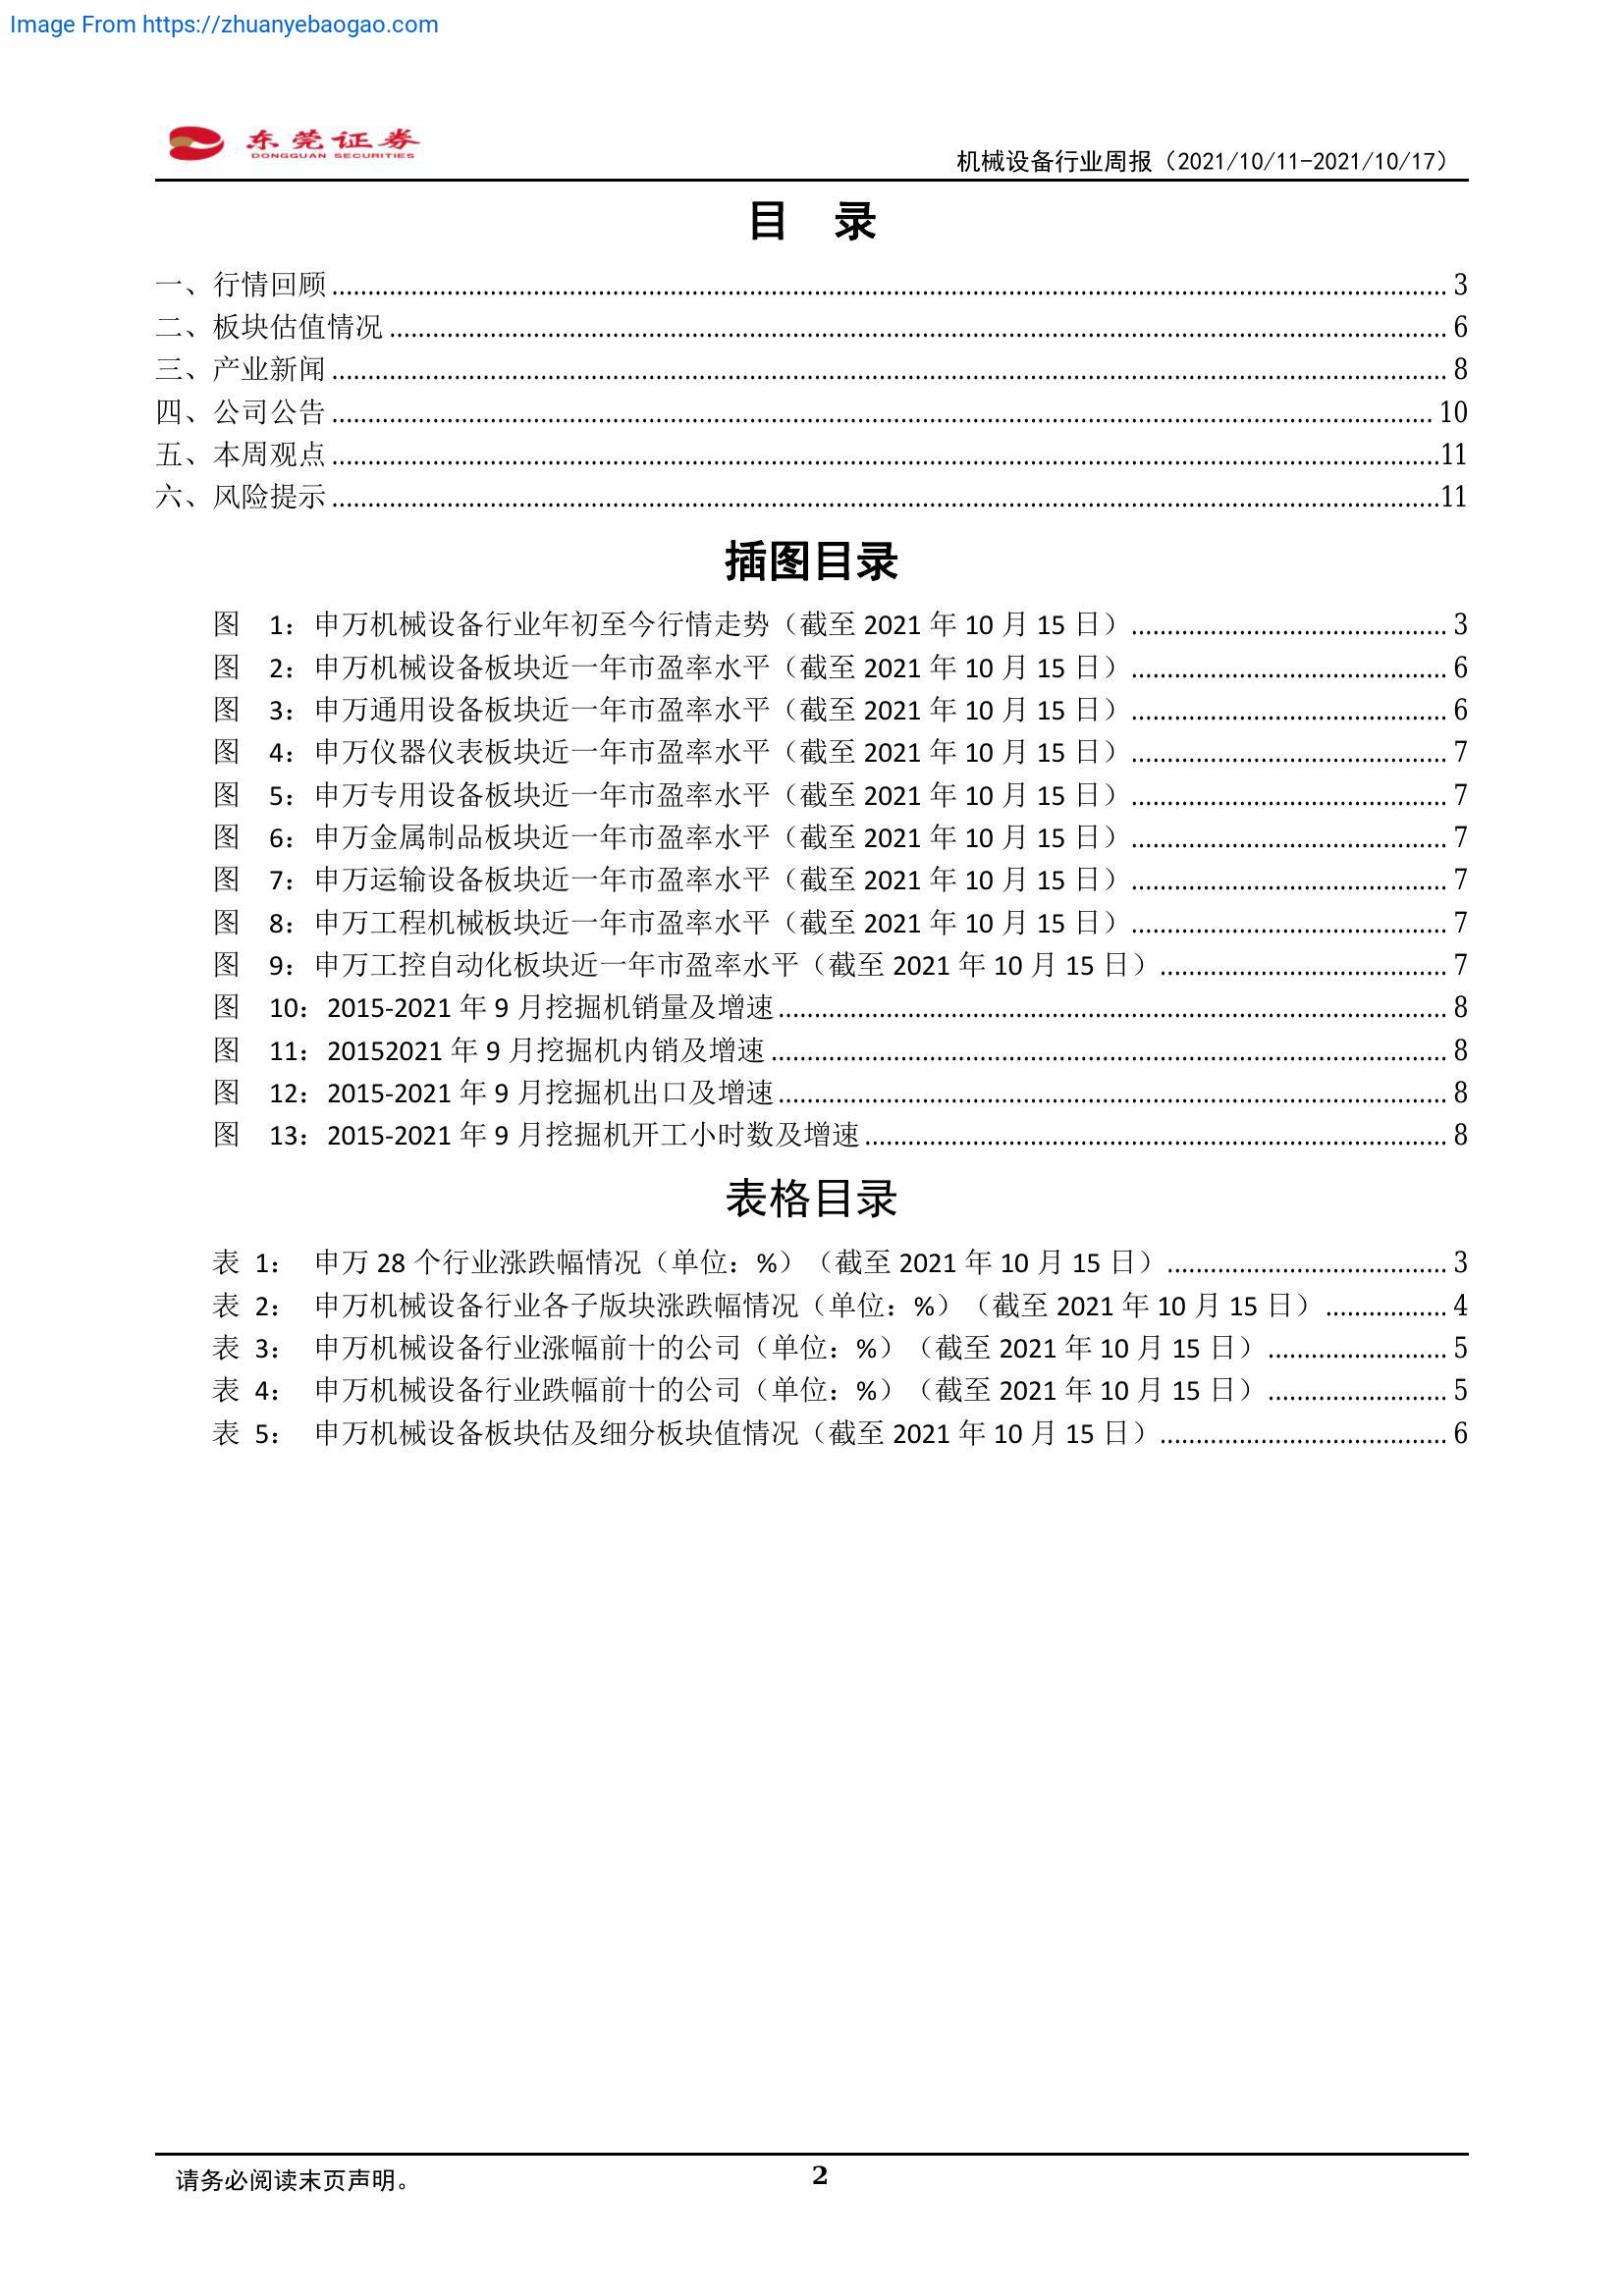 Image From https://zhuanyebaogao.com
东莞证券
DONGGUAN SECURITIES
机械设备行业周报（2021/10/11-2021/10/17）
目 录
一、行情回顾 3
二、板块估值情况 6
三、产业新闻 8
四、公司公告 10
五、本周观点 11
六、风险提示 11
插图目录
图 1：申万机械设备行业年初至今行情走势（截至 2021 年 10 月 15 日） 3
图 2：申万机械设备板块近一年市盈率水平（截至 2021 年 10 月 15 日） 6
图 3：申万通用设备板块近一年市盈率水平（截至 2021 年 10 月 15 日） 6
图 4：申万仪器仪表板块近一年市盈率水平（截至 2021 年 10 月 15 日） 7
图 5：申万专用设备板块近一年市盈率水平（截至 2021 年 10 月 15 日） 7
图 6：申万金属制品板块近一年市盈率水平（截至 2021 年 10 月 15 日） 7
图 7：申万运输设备板块近一年市盈率水平（截至 2021 年 10 月 15 日） 7
图 8：申万工程机械板块近一年市盈率水平（截至 2021 年 10 月 15 日） 7
图 9：申万工控自动化板块近一年市盈率水平（截至 2021 年 10 月 15 日） 7
图 10：2015-2021 年 9 月挖掘机销量及增速 8
图 11：20152021 年 9 月挖掘机内销及增速 8
图 12：2015-2021 年 9 月挖掘机出口及增速 8
图 13：2015-2021 年 9 月挖掘机开工小时数及增速 8
表格目录
表 1： 申万 28 个行业涨跌幅情况（单位：%）（截至 2021 年 10 月 15 日） 3
表 2： 申万机械设备行业各子版块涨跌幅情况（单位：%）（截至 2021 年 10 月 15 日） 4
表 3： 申万机械设备行业涨幅前十的公司（单位：%）（截至 2021 年 10 月 15 日） 5
表 4： 申万机械设备行业跌幅前十的公司（单位：%）（截至 2021 年 10 月 15 日） 5
表 5： 申万机械设备板块估及细分板块值情况（截至 2021 年 10 月 15 日） 6
请务必阅读末页声明。
2